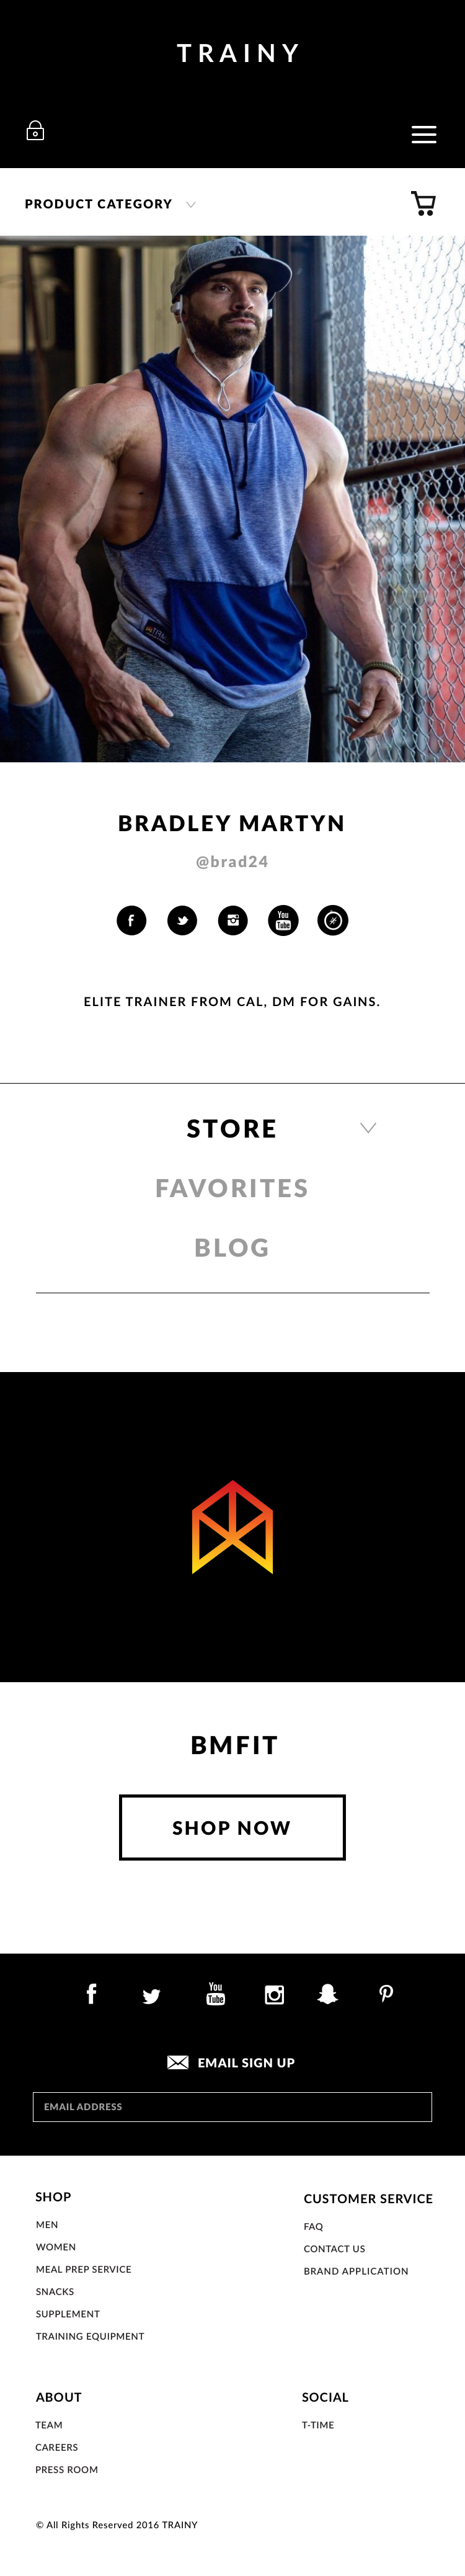 TRAINY
PRODUCT CATEGORY
BRADLEY MARTYN
@brad24
f You Tube
ELITE TRAINER FROM CAL, DM FOR GAINS.
STORE
FAVORITES
BLOG
BMFIT
SHOP NOW
f You Tube
EMAIL SIGN UP
EMAIL ADDRESS
SHOP
MEN
WOMEN
MEAL PREP SERVICE
SNACKS
SUPPLEMENT
TRAINING EQUIPMENT
CUSTOMER SERVICE
FAQ
CONTACT US
BRAND APPLICATION
ABOUT
TEAM
CAREERS
PRESS ROOM
SOCIAL
T-TIME
© All Rights Reserved 2016 TRAINY